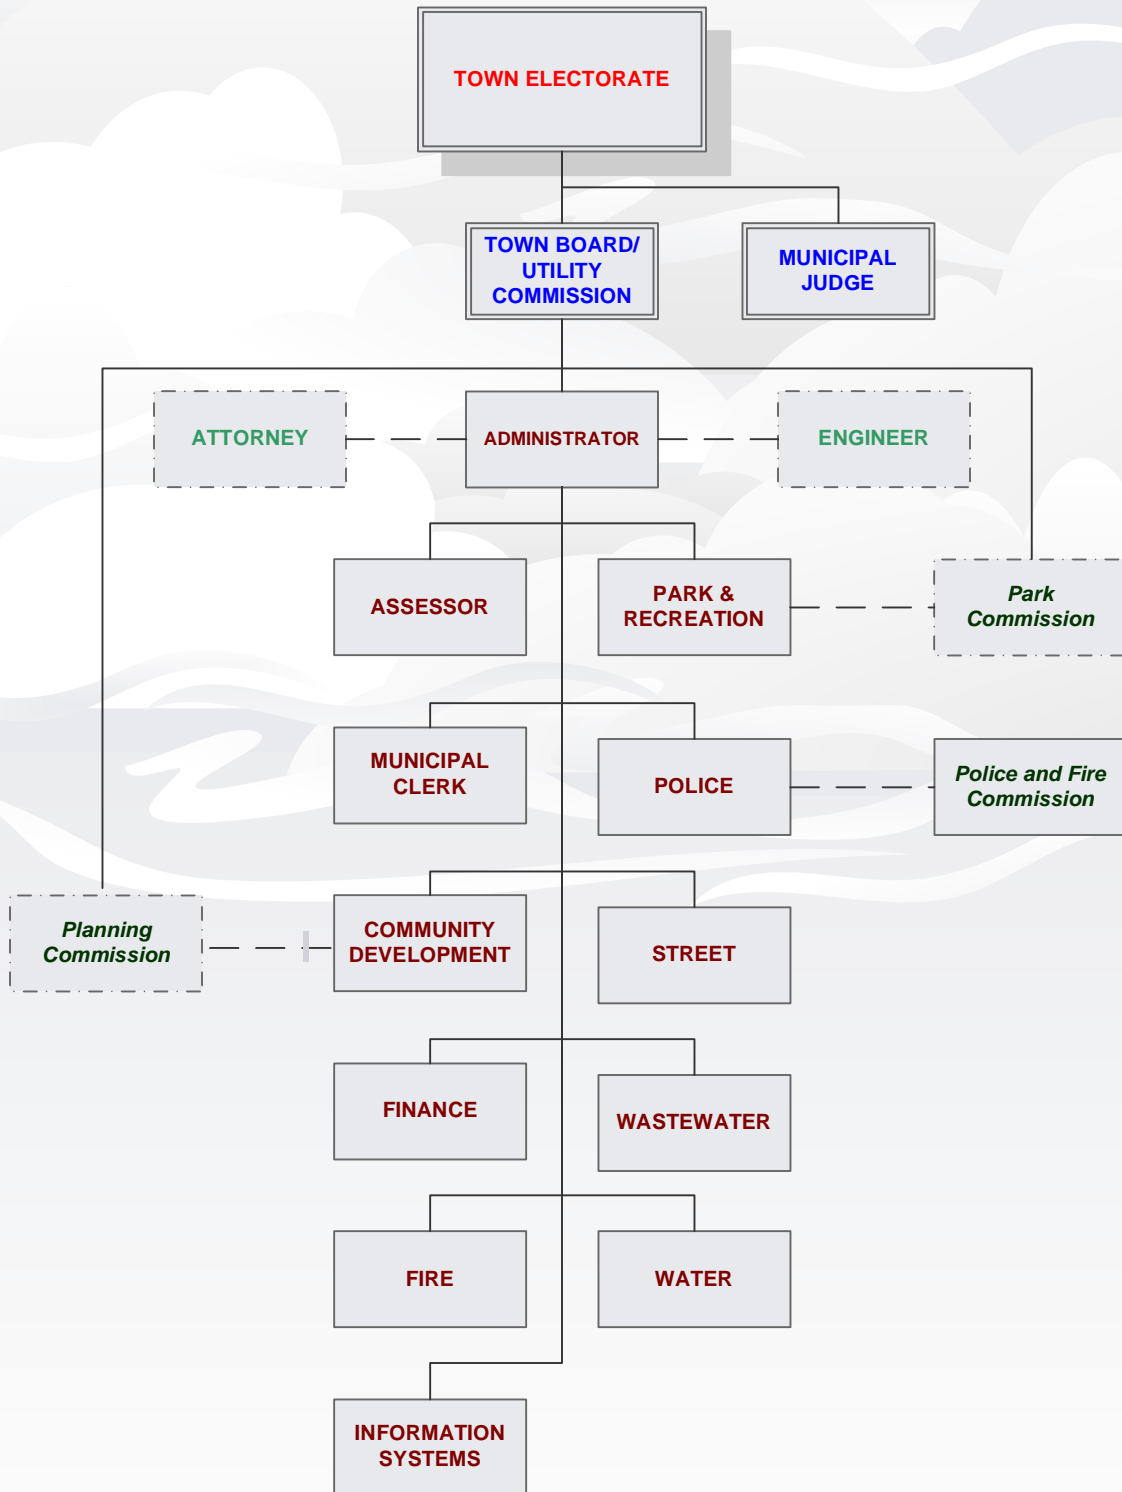 TOWN ELECTORATE
TOWN BOARD/
UTILITY
COMMISSION
MUNICIPAL
JUDGE
ATTORNEY
ADMINISTRATOR
ENGINEER
ASSESSOR
PARK &
RECREATION
Park
Commission
MUNICIPAL
CLERK
POLICE
Police and Fire
Commission
Planning
Commission
COMMUNITY
DEVELOPMENT
STREET
FINANCE
WASTEWATER
FIRE
WATER
INFORMATION
SYSTEMS